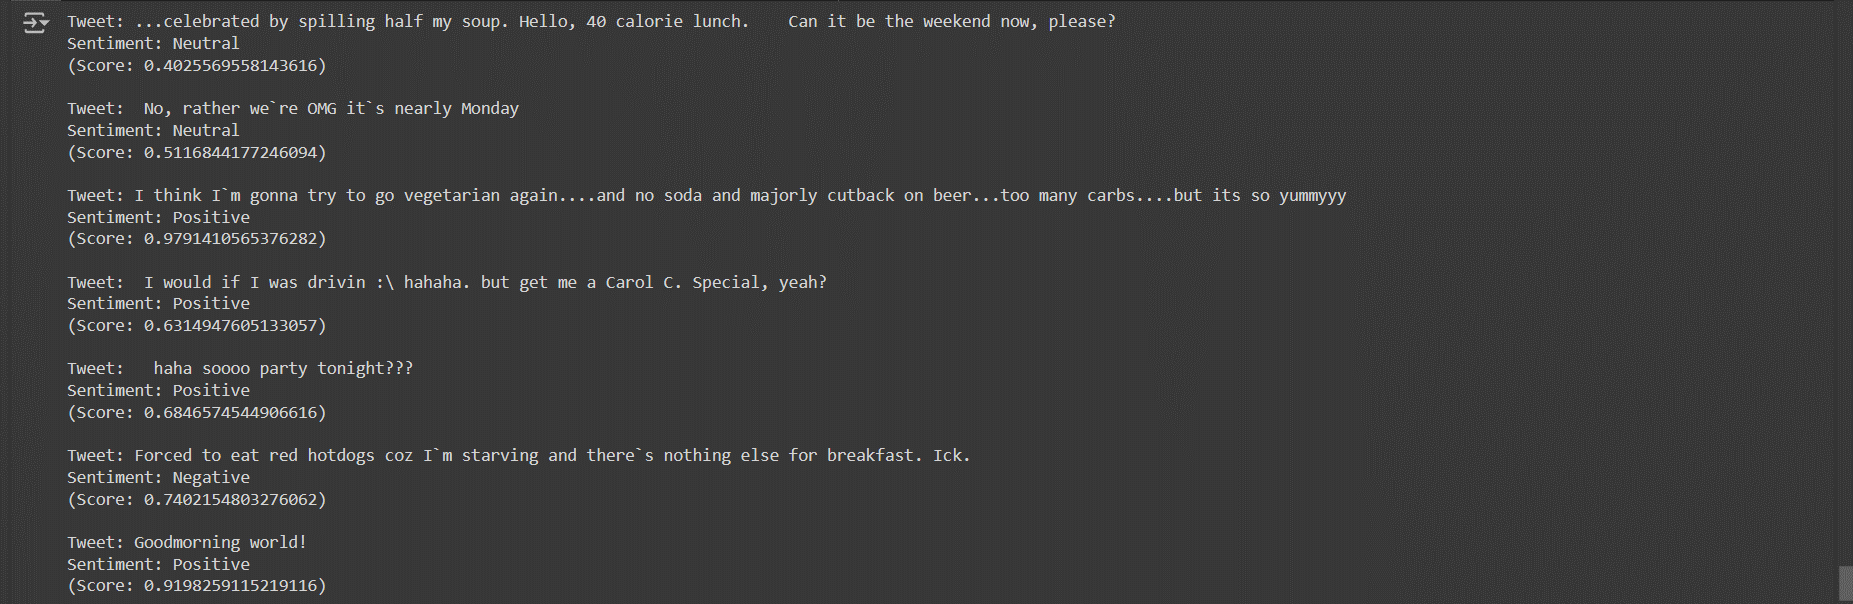 Tweet: ...celebrated by spilling half my soup. Hello, 40 calorie lunch.    Can it be the weekend now, please?
Sentiment: Neutral
(Score: 0.4025569558143616)
Tweet:  No, rather we`re OMG it`s nearly Monday
Sentiment: Neutral
(Score: 0.5116844177246094)
Tweet: I think I`m gonna try to go vegetarian again....and no soda and majorly cutback on beer...too many carbs....but its so yummyyy
Sentiment: Positive
(Score: 0.9791410565376282)
Tweet:  I would if I was drivin :\ hahaha. but get me a Carol C. Special, yeah?
Sentiment: Positive
(Score: 0.6314947605133057)
Tweet:   haha soooo party tonight???
Sentiment: Positive
(Score: 0.6846574544906616)
Tweet: Forced to eat red hotdogs coz I`m starving and there`s nothing else for breakfast. Ick.
Sentiment: Negative
(Score: 0.7402154803276062)
Tweet: Goodmorning world!
Sentiment: Positive
(Score: 0.9198259115219116)